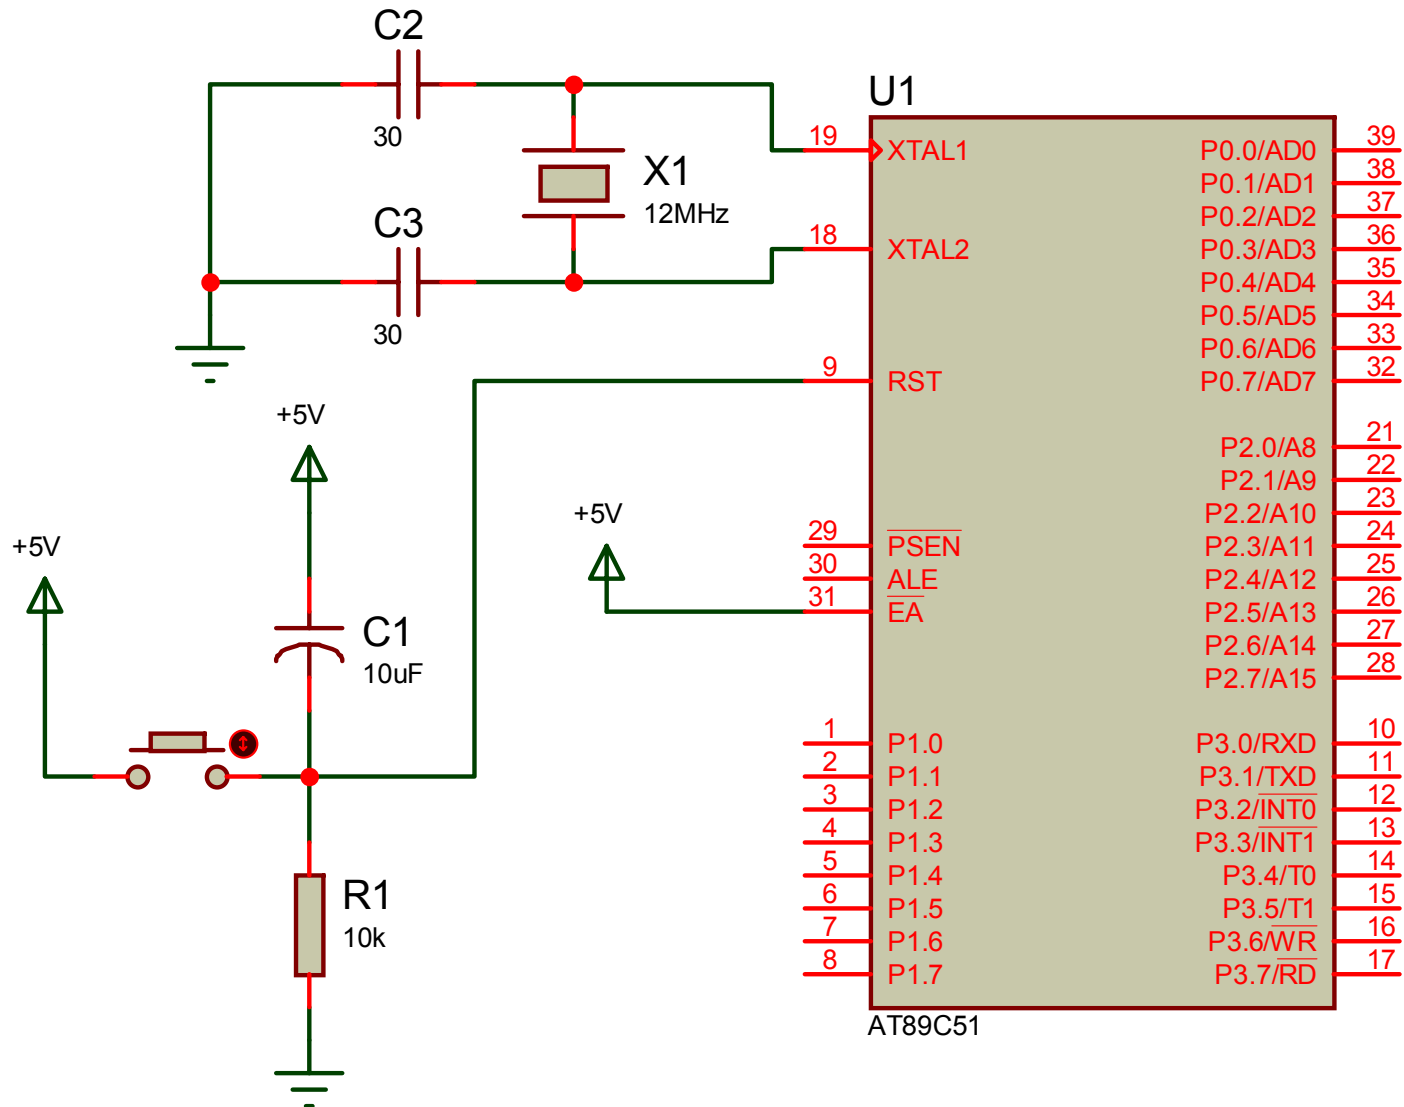 C2
30
C3
30
X1
12MHz
+5V
+5V
C1
10uF
R1
10k
+5V
U1
19 XTAL1
18 XTAL2
9 RST
29 PSEN
30 ALE
31 EA
1 P1.0
2 P1.1
3 P1.2
4 P1.3
5 P1.4
6 P1.5
7 P1.6
8 P1.7
P0.0/AD0 39
P0.1/AD1 38
P0.2/AD2 37
P0.3/AD3 36
P0.4/AD4 35
P0.5/AD5 34
P0.6/AD6 33
P0.7/AD7 32
P2.0/A8 21
P2.1/A9 22
P2.2/A10 23
P2.3/A11 24
P2.4/A12 25
P2.5/A13 26
P2.6/A14 27
P2.7/A15 28
P3.0/RXD 10
P3.1/TXD 11
P3.2/INT0 12
P3.3/INT1 13
P3.4/T0 14
P3.5/T1 15
P3.6/WR 16
P3.7/RD 17
AT89C51